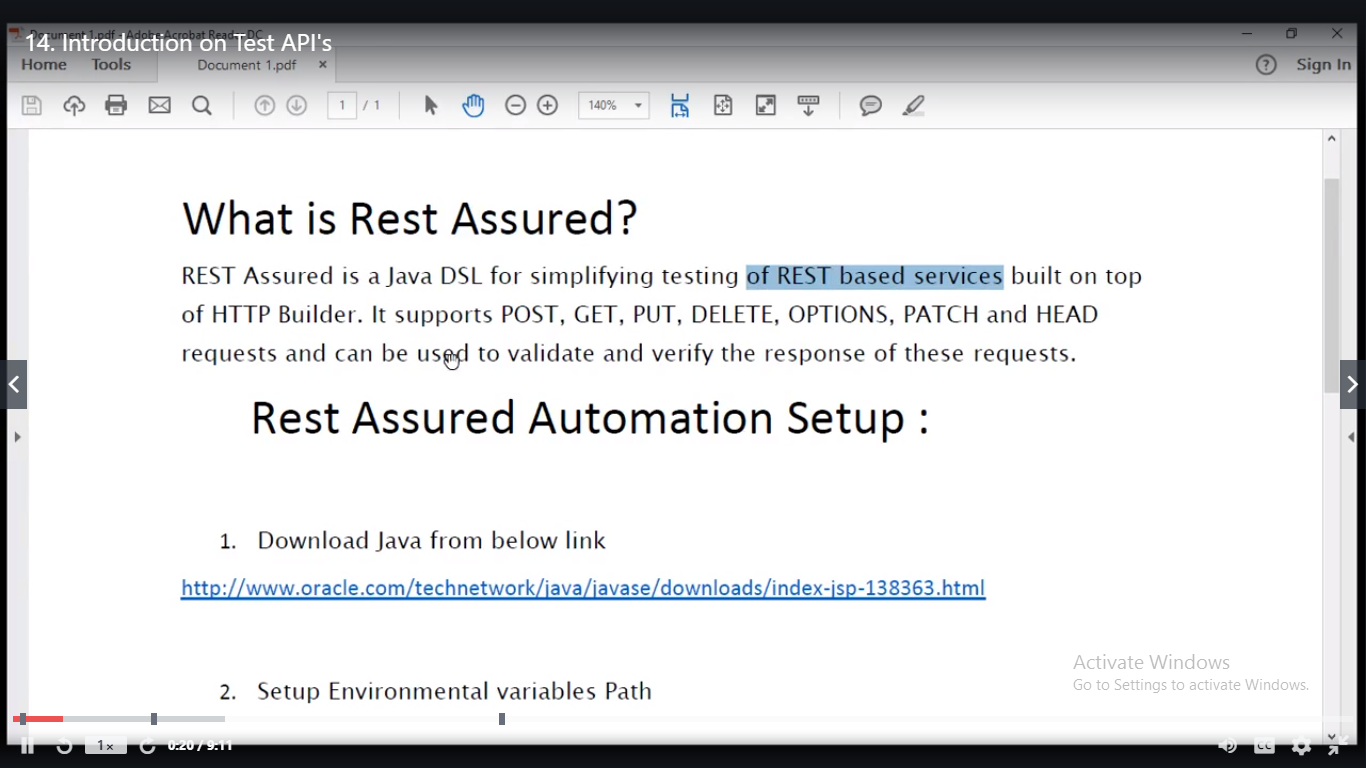 Document 1.pdf - Adobe Acrobat Reader DC
14. Introduction on Test API's
Home Tools Document 1.pdf × ? Sign In
1 / 1 140%
What is Rest Assured?
REST Assured is a Java DSL for simplifying testing of REST based services built on top
of HTTP Builder. It supports POST, GET, PUT, DELETE, OPTIONS, PATCH and HEAD
requests and can be used to validate and verify the response of these requests.
Rest Assured Automation Setup :
1. Download Java from below link
http://www.oracle.com/technetwork/java/javase/downloads/index-jsp-138363.html
Activate Windows
Go to Settings to activate Windows.
2. Setup Environmental variables Path
1x 0:20 / 9:11 CC